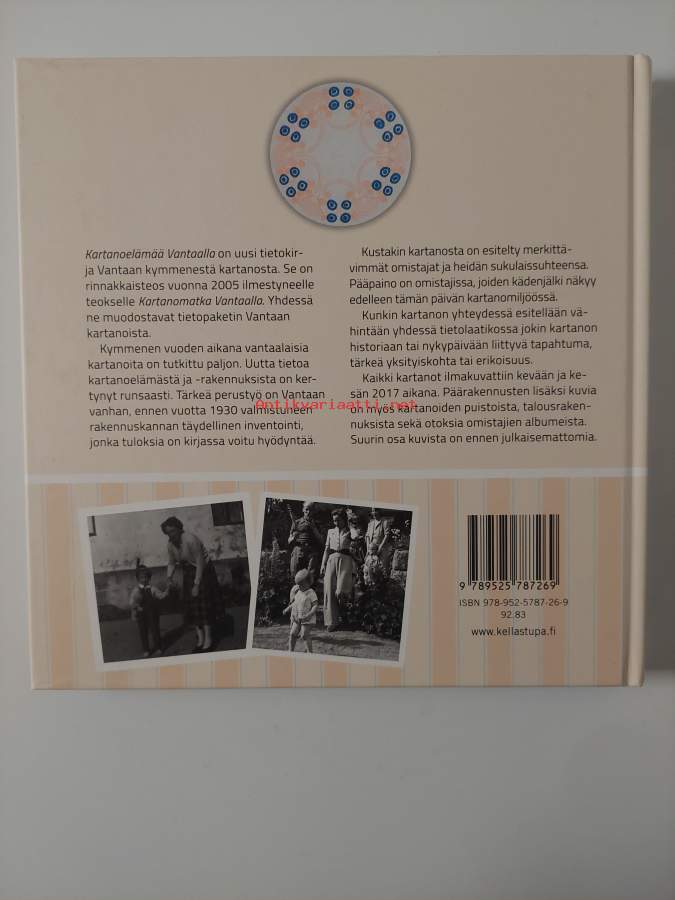 Kartanoelämää Vantaalla on uusi tietokir-
ja Vantaan kymmenestä kartanosta. Se on
rinnakkaisteos vuonna 2005 ilmestyneelle
teokselle Kartanomatka Vantaalla. Yhdessä
ne muodostavat tietopaketin Vantaan
kartanoista.
Kymmenen vuoden aikana vantaalaisia
kartanoita on tutkittu paljon. Uutta tietoa
kartanoelämästä ja -rakennuksista on ker-
tynyt runsaasti. Tärkeä perustyö on Vantaan
vanhan, ennen vuotta 1930 valmistuneen
rakennuskannan täydellinen inventointi,
jonka tuloksia on kirjassa voitu hyödyntää.
Kustakin kartanosta on esitelty merkittä-
vimmät omistajat ja heidän sukulaissuhteensa.
Pääpaino on omistajissa, joiden kädenjälki näkyy
edelleen tämän päivän kartanomiljöössä.
Kunkin kartanon yhteydessä esitellään vä-
hintään yhdessä tietolaatikossa jokin kartanon
historiaan tai nykypäivään liittyvä tapahtuma,
tärkeä yksityiskohta tai erikoisuus.
Kaikki kartanot ilmakuvattiin kevään ja ke-
sän 2017 aikana. Päärakennusten lisäksi kuvia
on myös kartanoiden puistoista, talousraken-
nuksista sekä otoksia omistajien albumeista.
Suurin osa kuvista on ennen julkaisemattomia.
Antikvariaatti.net
9 789525 787269
ISBN 978-952-5787-26-9
92.83
www.kellastupa.fi